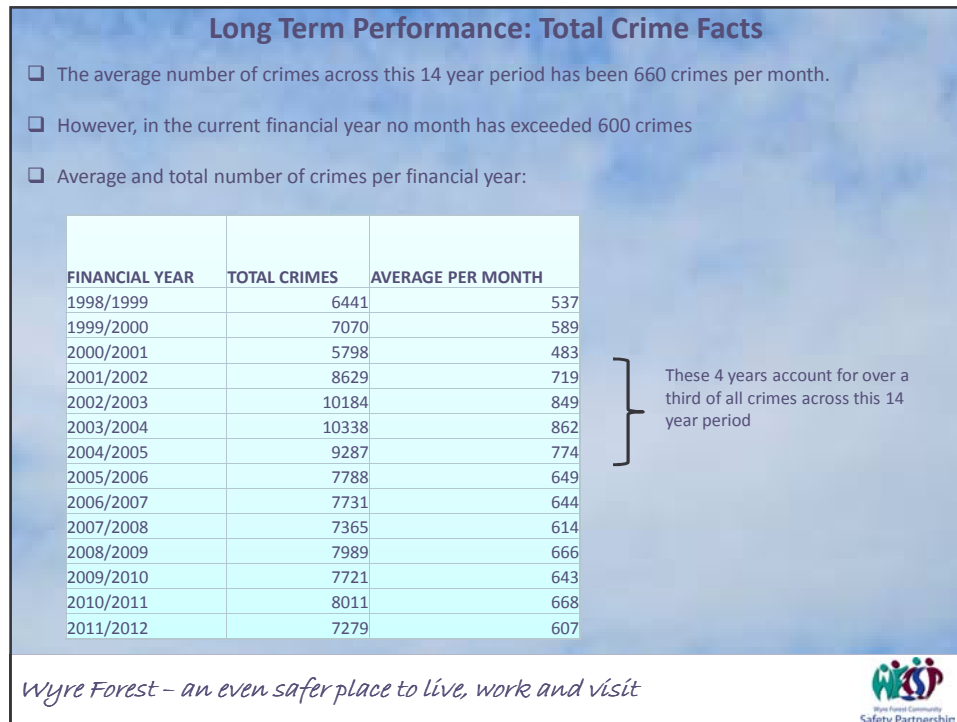 Long Term Performance: Total Crime Facts
The average number of crimes across this 14 year period has been 660 crimes per month.
However, in the current financial year no month has exceeded 600 crimes
Average and total number of crimes per financial year:
FINANCIAL YEAR TOTAL CRIMES AVERAGE PER MONTH
1998/1999 6441 537
1999/2000 7070 589
2000/2001 5798 483
2001/2002 8629 719
2002/2003 10184 849
2003/2004 10338 862
2004/2005 9287 774
2005/2006 7788 649
2006/2007 7731 644
2007/2008 7365 614
2008/2009 7989 666
2009/2010 7721 643
2010/2011 8011 668
2011/2012 7279 607
These 4 years account for over a
third of all crimes across this 14
year period
Wyre Forest – an even safer place to live, work and visit
Wyre Forest Community
Safety Partnership